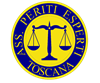 ASS. PERITI ESPERTI
TOSCANA